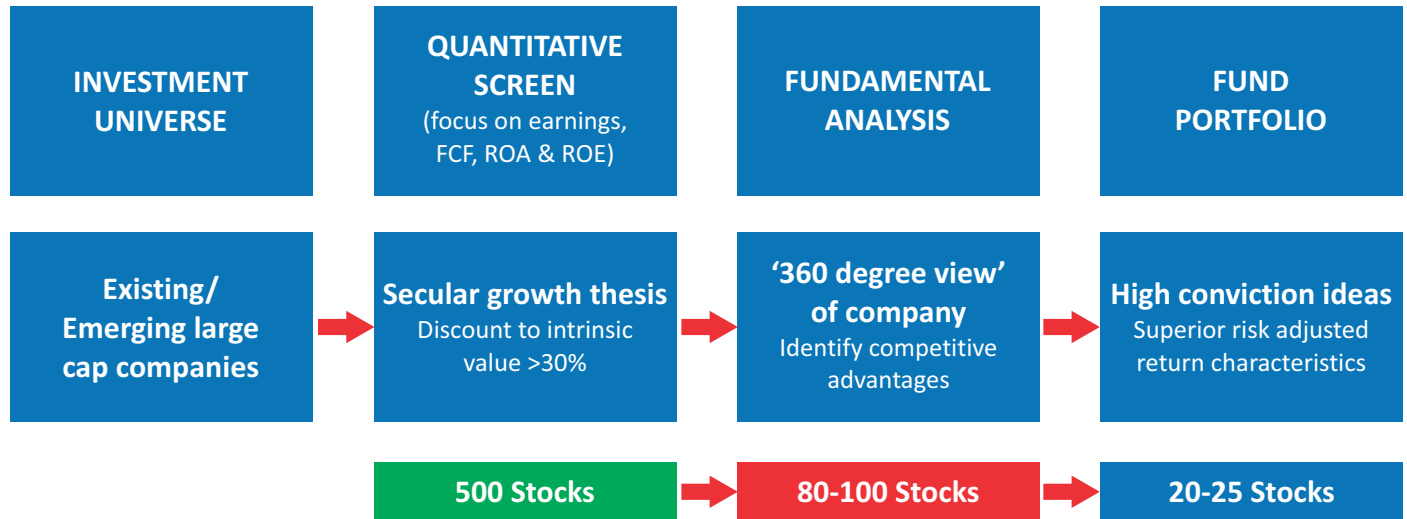 INVESTMENT
UNIVERSE
QUANTITATIVE
SCREEN
(focus on earnings,
FCF, ROA & ROE)
FUNDAMENTAL
ANALYSIS
FUND
PORTFOLIO
Existing/
Emerging large
cap companies
Secular growth thesis
Discount to intrinsic
value >30%
‘360 degree view’
of company
Identify competitive
advantages
High conviction ideas
Superior risk adjusted
return characteristics
500 Stocks
80-100 Stocks
20-25 Stocks